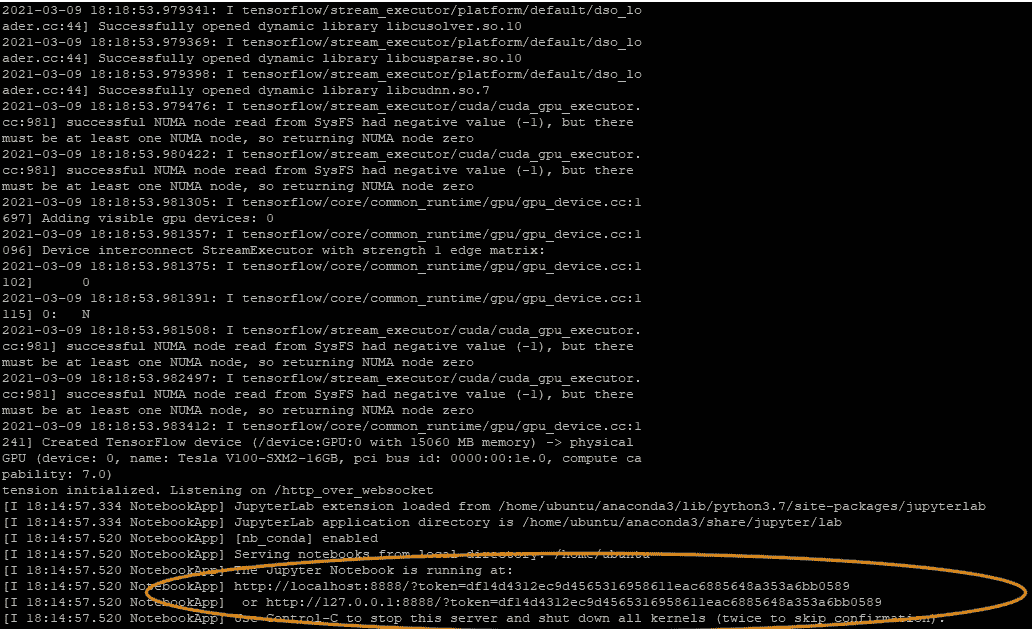 2021-03-09 18:18:53.979341: I tensorflow/stream_executor/platform/default/dso_lo
ader.cc:44] Successfully opened dynamic library libcusolver.so.10
2021-03-09 18:18:53.979369: I tensorflow/stream_executor/platform/default/dso_lo
ader.cc:44] Successfully opened dynamic library libcusparse.so.10
2021-03-09 18:18:53.979398: I tensorflow/stream_executor/platform/default/dso_lo
ader.cc:44] Successfully opened dynamic library libcudnn.so.7
2021-03-09 18:18:53.979476: I tensorflow/stream_executor/cuda/cuda_gpu_executor.
cc:981] successful NUMA node read from SysFS had negative value (-1), but there
must be at least one NUMA node, so returning NUMA node zero
2021-03-09 18:18:53.980422: I tensorflow/stream_executor/cuda/cuda_gpu_executor.
cc:981] successful NUMA node read from SysFS had negative value (-1), but there
must be at least one NUMA node, so returning NUMA node zero
2021-03-09 18:18:53.981305: I tensorflow/core/common_runtime/gpu/gpu_device.cc:1
697] Adding visible gpu devices: 0
2021-03-09 18:18:53.981357: I tensorflow/core/common_runtime/gpu/gpu_device.cc:1
096] Device interconnect StreamExecutor with strength 1 edge matrix:
2021-03-09 18:18:53.981375: I tensorflow/core/common_runtime/gpu/gpu_device.cc:1
102]      0
2021-03-09 18:18:53.981391: I tensorflow/core/common_runtime/gpu/gpu_device.cc:1
115] 0:   N
2021-03-09 18:18:53.981508: I tensorflow/stream_executor/cuda/cuda_gpu_executor.
cc:981] successful NUMA node read from SysFS had negative value (-1), but there
must be at least one NUMA node, so returning NUMA node zero
2021-03-09 18:18:53.982497: I tensorflow/stream_executor/cuda/cuda_gpu_executor.
cc:981] successful NUMA node read from SysFS had negative value (-1), but there
must be at least one NUMA node, so returning NUMA node zero
2021-03-09 18:18:53.983412: I tensorflow/core/common_runtime/gpu/gpu_device.cc:1
241] Created TensorFlow device (/device:GPU:0 with 15060 MB memory) -> physical
GPU (device: 0, name: Tesla V100-SXM2-16GB, pci bus id: 0000:00:1e.0, compute ca
pability: 7.0)
tension initialized. Listening on /http_over_websocket
[I 18:14:57.334 NotebookApp] JupyterLab extension loaded from /home/ubuntu/anaconda3/lib/python3.7/site-packages/jupyterlab
[I 18:14:57.334 NotebookApp] JupyterLab application directory is /home/ubuntu/anaconda3/share/jupyter/lab
[I 18:14:57.520 NotebookApp] [nb_conda] enabled
[I 18:14:57.520 NotebookApp] Serving notebooks from local directory: /home/ubuntu
[I 18:14:57.520 NotebookApp] The Jupyter Notebook is running at:
[I 18:14:57.520 NotebookApp] http://localhost:8888/?token=df14d4312ec9d4565316958611eac6885648a353a6bb0589
[I 18:14:57.520 NotebookApp]  or http://127.0.0.1:8888/?token=df14d4312ec9d4565316958611eac6885648a353a6bb0589
[I 18:14:57.520 NotebookApp] Use Control-C to stop this server and shut down all kernels (twice to skip confirmation).